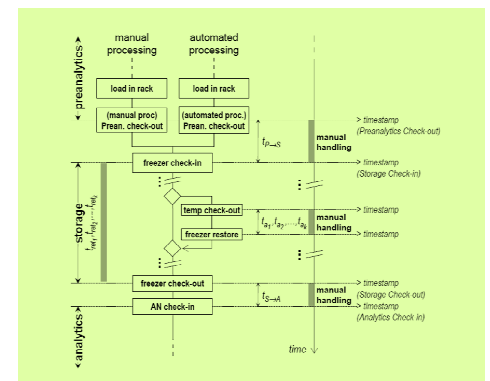 manual processing
automated processing
preanalytics
load in rack
load in rack
(manual proc) Prean. check-out
(automated proc.) Prean. check-out
> timestamp
(Preanalytics Check-out)
t P→S
manual handling
freezer check-in
> timestamp
(Storage Check-in)
storage
temp check-out
freezer restore
t a1, t a2, ...., t ak
manual handling
> timestamp
> timestamp
freezer check-out
> timestamp
(Storage Check-out)
t S→A
manual handling
AN check-in
> timestamp
(Analytics Check in)
analytics
time